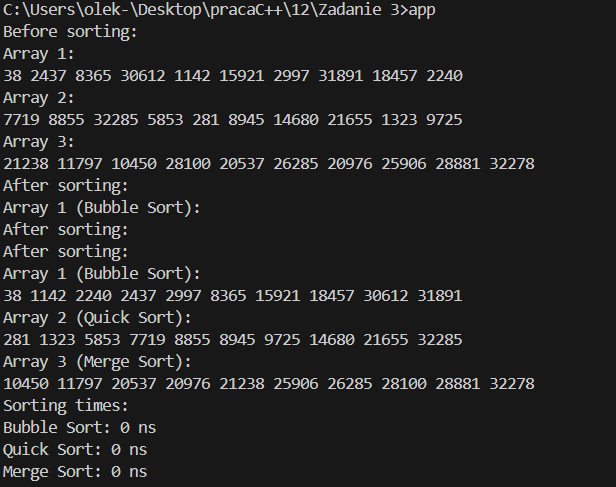 C:\Users\olek-\Desktop\pracaC++\12\Zadanie 3>app
Before sorting:
Array 1:
38 2437 8365 30612 1142 15921 2997 31891 18457 2240
Array 2:
7719 8855 32285 5853 281 8945 14680 21655 1323 9725
Array 3:
21238 11797 10450 28100 20537 26285 20976 25906 28881 32278
After sorting:
Array 1 (Bubble Sort):
After sorting:
After sorting:
Array 1 (Bubble Sort):
38 1142 2240 2437 2997 8365 15921 18457 30612 31891
Array 2 (Quick Sort):
281 1323 5853 7719 8855 8945 9725 14680 21655 32285
Array 3 (Merge Sort):
10450 11797 20537 20976 21238 25906 26285 28100 28881 32278
Sorting times:
Bubble Sort: 0 ns
Quick Sort: 0 ns
Merge Sort: 0 ns